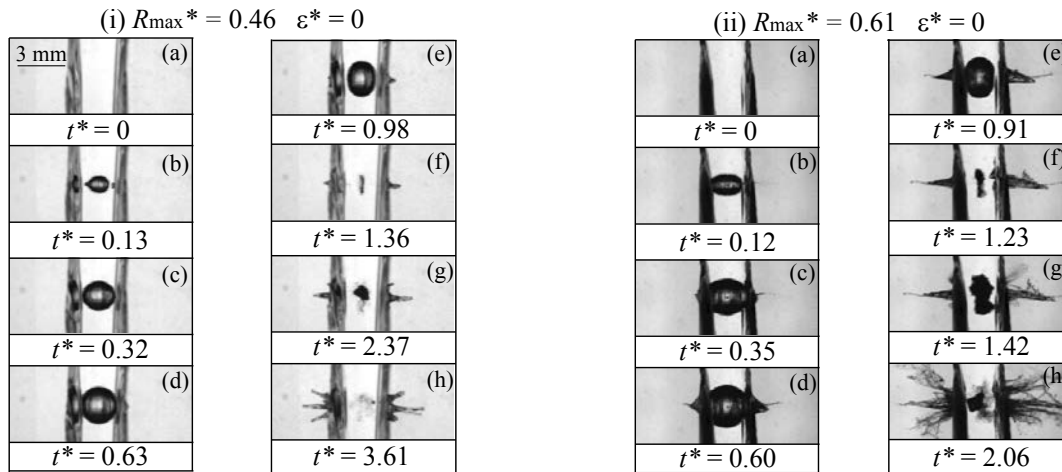 (i) Rmax* = 0.46 ε* = 0
(a)
3 mm
t* = 0
(b)
t* = 0.13
(c)
t* = 0.32
(d)
t* = 0.63
(e)
t* = 0.98
(f)
t* = 1.36
(g)
t* = 2.37
(h)
t* = 3.61
(ii) Rmax* = 0.61 ε* = 0
(a)
t* = 0
(b)
t* = 0.12
(c)
t* = 0.35
(d)
t* = 0.60
(e
t* = 0.91
(f)
t* = 1.23
(g
t* = 1.42
(h
t* = 2.06